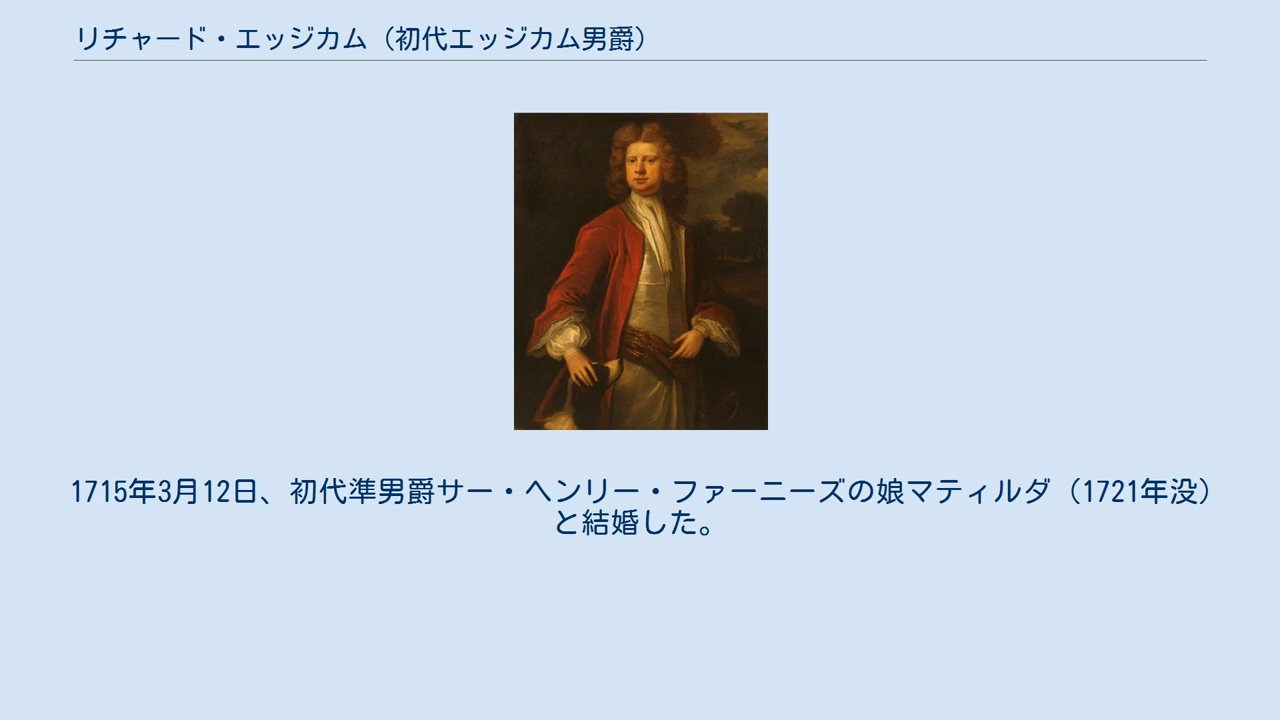 リチャード・エッジカム（初代エッジカム男爵）
1715年3月12日、初代準男爵サー・ヘンリー・ファーニーズの娘マティルダ（1721年没）
と結婚した。